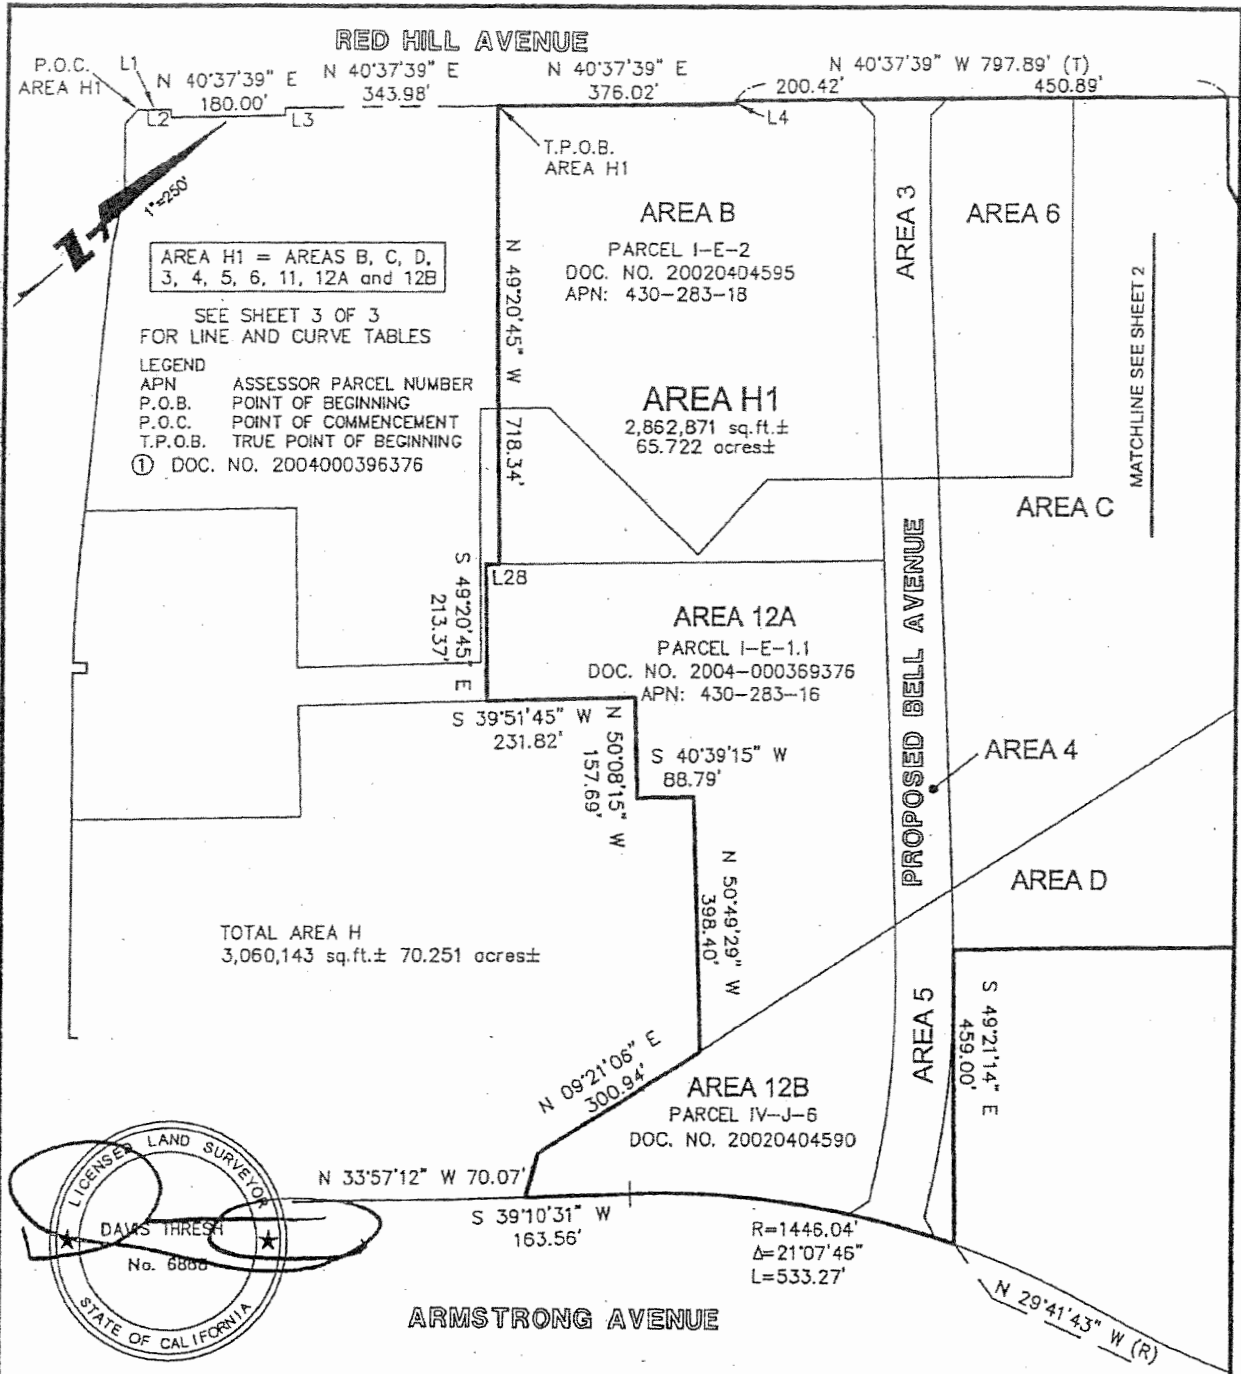 RED HILL AVENUE
P.O.C.
AREA H1
L1
N 40°37'39" E
180.00'
N 40°37'39" E
343.98'
N 40°37'39" E
376.02'
N 40°37'39" W 797.89' (T)
200.42'
450.89'
L2
L3
L4
T.P.O.B.
AREA H1
1"=250'
AREA H1 = AREAS B, C, D,
3, 4, 5, 6, 11, 12A and 12B
SEE SHEET 3 OF 3
FOR LINE AND CURVE TABLES
LEGEND
APN ASSESSOR PARCEL NUMBER
P.O.B. POINT OF BEGINNING
P.O.C. POINT OF COMMENCEMENT
T.P.O.B. TRUE POINT OF BEGINNING
① DOC. NO. 2004000396376
N 49°20'45" W 718.34'
AREA B
PARCEL I-E-2
DOC. NO. 20020404595
APN: 430-283-18
AREA 3
AREA 6
MATCHLINE SEE SHEET 2
AREA H1
2,862,871 sq.ft.±
65.722 acres±
AREA C
S 49°20'45" E
213.37'
L28
AREA 12A
PARCEL I-E-1.1
DOC. NO. 2004-000369376
APN: 430-283-16
PROPOSED BELL AVENUE
S 39°51'45" W
231.82'
N 50°08'15" W
157.69'
S 40°39'15" W
88.79'
AREA 4
N 50°49'29" W
398.40'
AREA D
TOTAL AREA H
3,060,143 sq.ft.± 70.251 acres±
AREA 5
S 49°21'14" E
459.00'
N 09°21'06" E
300.94'
AREA 12B
PARCEL IV-J-6
DOC. NO. 20020404590
N 33°57'12" W 70.07'
S 39°10'31" W
163.56'
R=1446.04'
Δ=21°07'46"
L=533.27'
N 29°41'43" W (R)
LICENSED LAND SURVEYOR
DAVIS THRESH
No. 6868
STATE OF CALIFORNIA
ARMSTRONG AVENUE